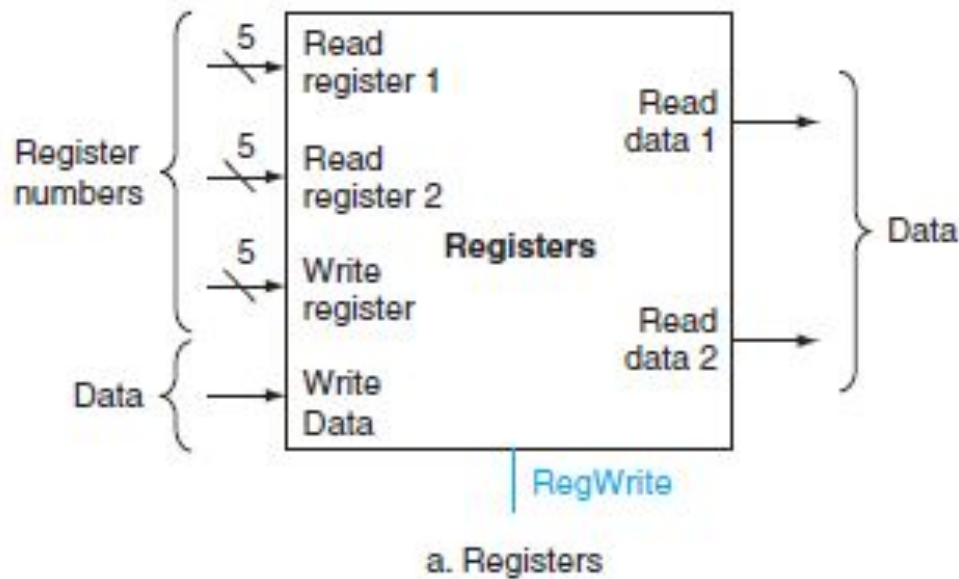 5
Read
register 1
5
Read
register 2
5
Write
register
Write
Data
Register
numbers
Data
Registers
Read
data 1
Read
data 2
Data
RegWrite
a. Registers